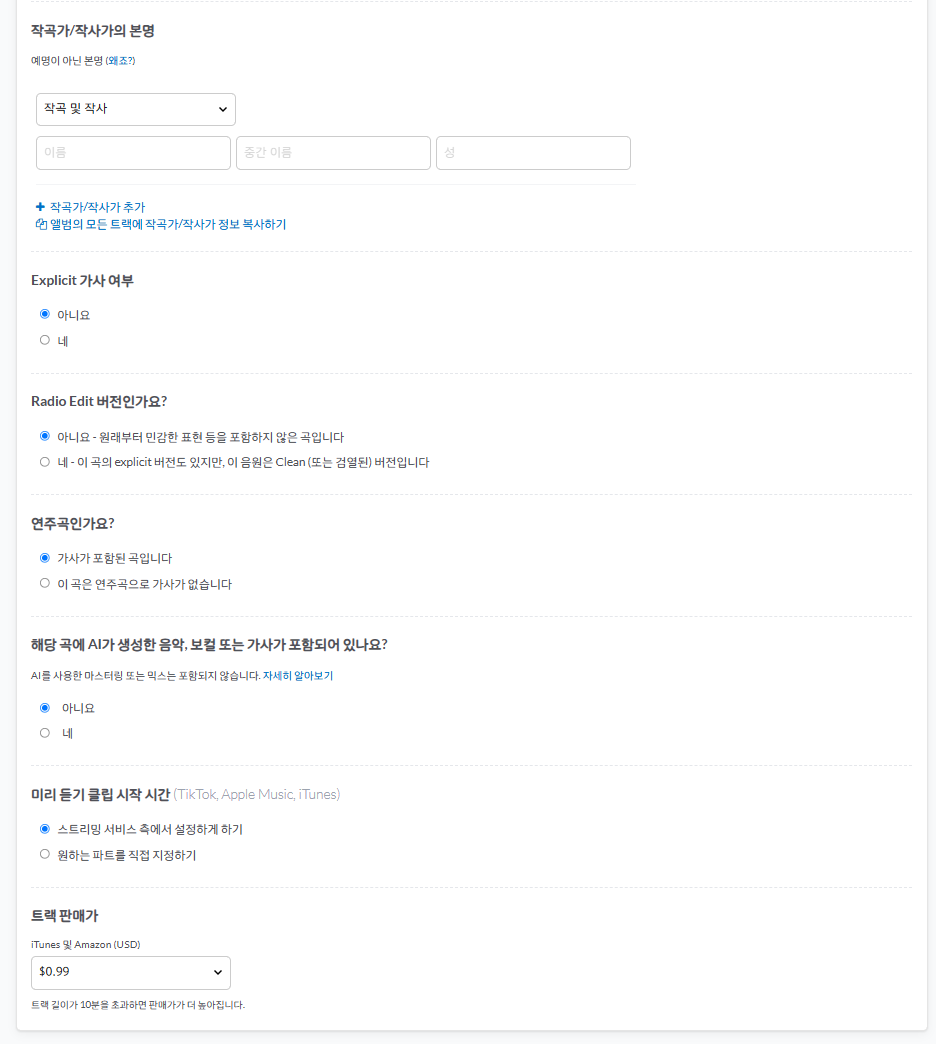 작곡가/작사가의 본명
예명이 아닌 본명 (왜죠?)
작곡 및 작사
이름
중간 이름
성
작곡가/작사가 추가
앨범의 모든 트랙에 작곡가/작사가 정보 복사하기
Explicit 가사 여부
아니요
네
Radio Edit 버전인가요?
아니요 - 원래부터 민감한 표현 등을 포함하지 않은 곡입니다
네 - 이 곡의 explicit 버전도 있지만, 이 음원은 Clean (또는 검열된) 버전입니다
연주곡인가요?
가사가 포함된 곡입니다
이 곡은 연주곡으로 가사가 없습니다
해당 곡에 AI가 생성한 음악, 보컬 또는 가사가 포함되어 있나요?
AI를 사용한 마스터링 또는 믹스는 포함되지 않습니다. 자세히 알아보기
아니요
네
미리 듣기 클립 시작 시간 (TikTok, Apple Music, iTunes)
스트리밍 서비스 측에서 설정하게 하기
원하는 파트를 직접 지정하기
트랙 판매가
iTunes 및 Amazon (USD)
$0.99
트랙 길이가 10분을 초과하면 판매가가 더 높아집니다.